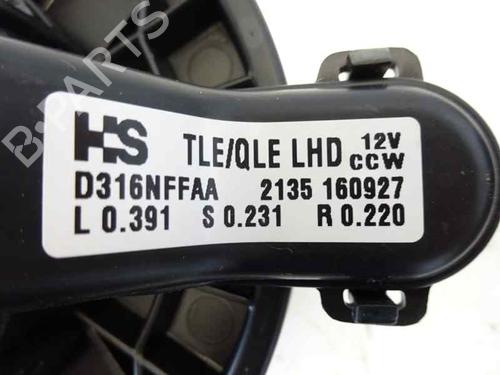 HS TLE/QLE LHD 12V CCW
D316NFFAA 2135 160927
L 0.391 S 0.231 R 0.220
B-PARTS